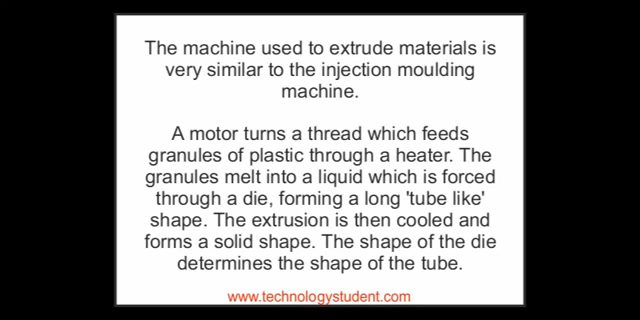 The machine used to extrude materials is
very similar to the injection moulding
machine.
A motor turns a thread which feeds
granules of plastic through a heater. The
granules melt into a liquid which is forced
through a die, forming a long 'tube like'
shape. The extrusion is then cooled and
forms a solid shape. The shape of the die
determines the shape of the tube.
www.technologystudent.com